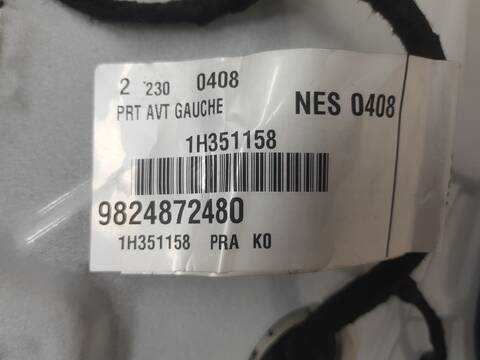 2 230 0408
PRT AVT GAUCHE NES 0408
1H351158
9824872480
1H351158 PRA KO